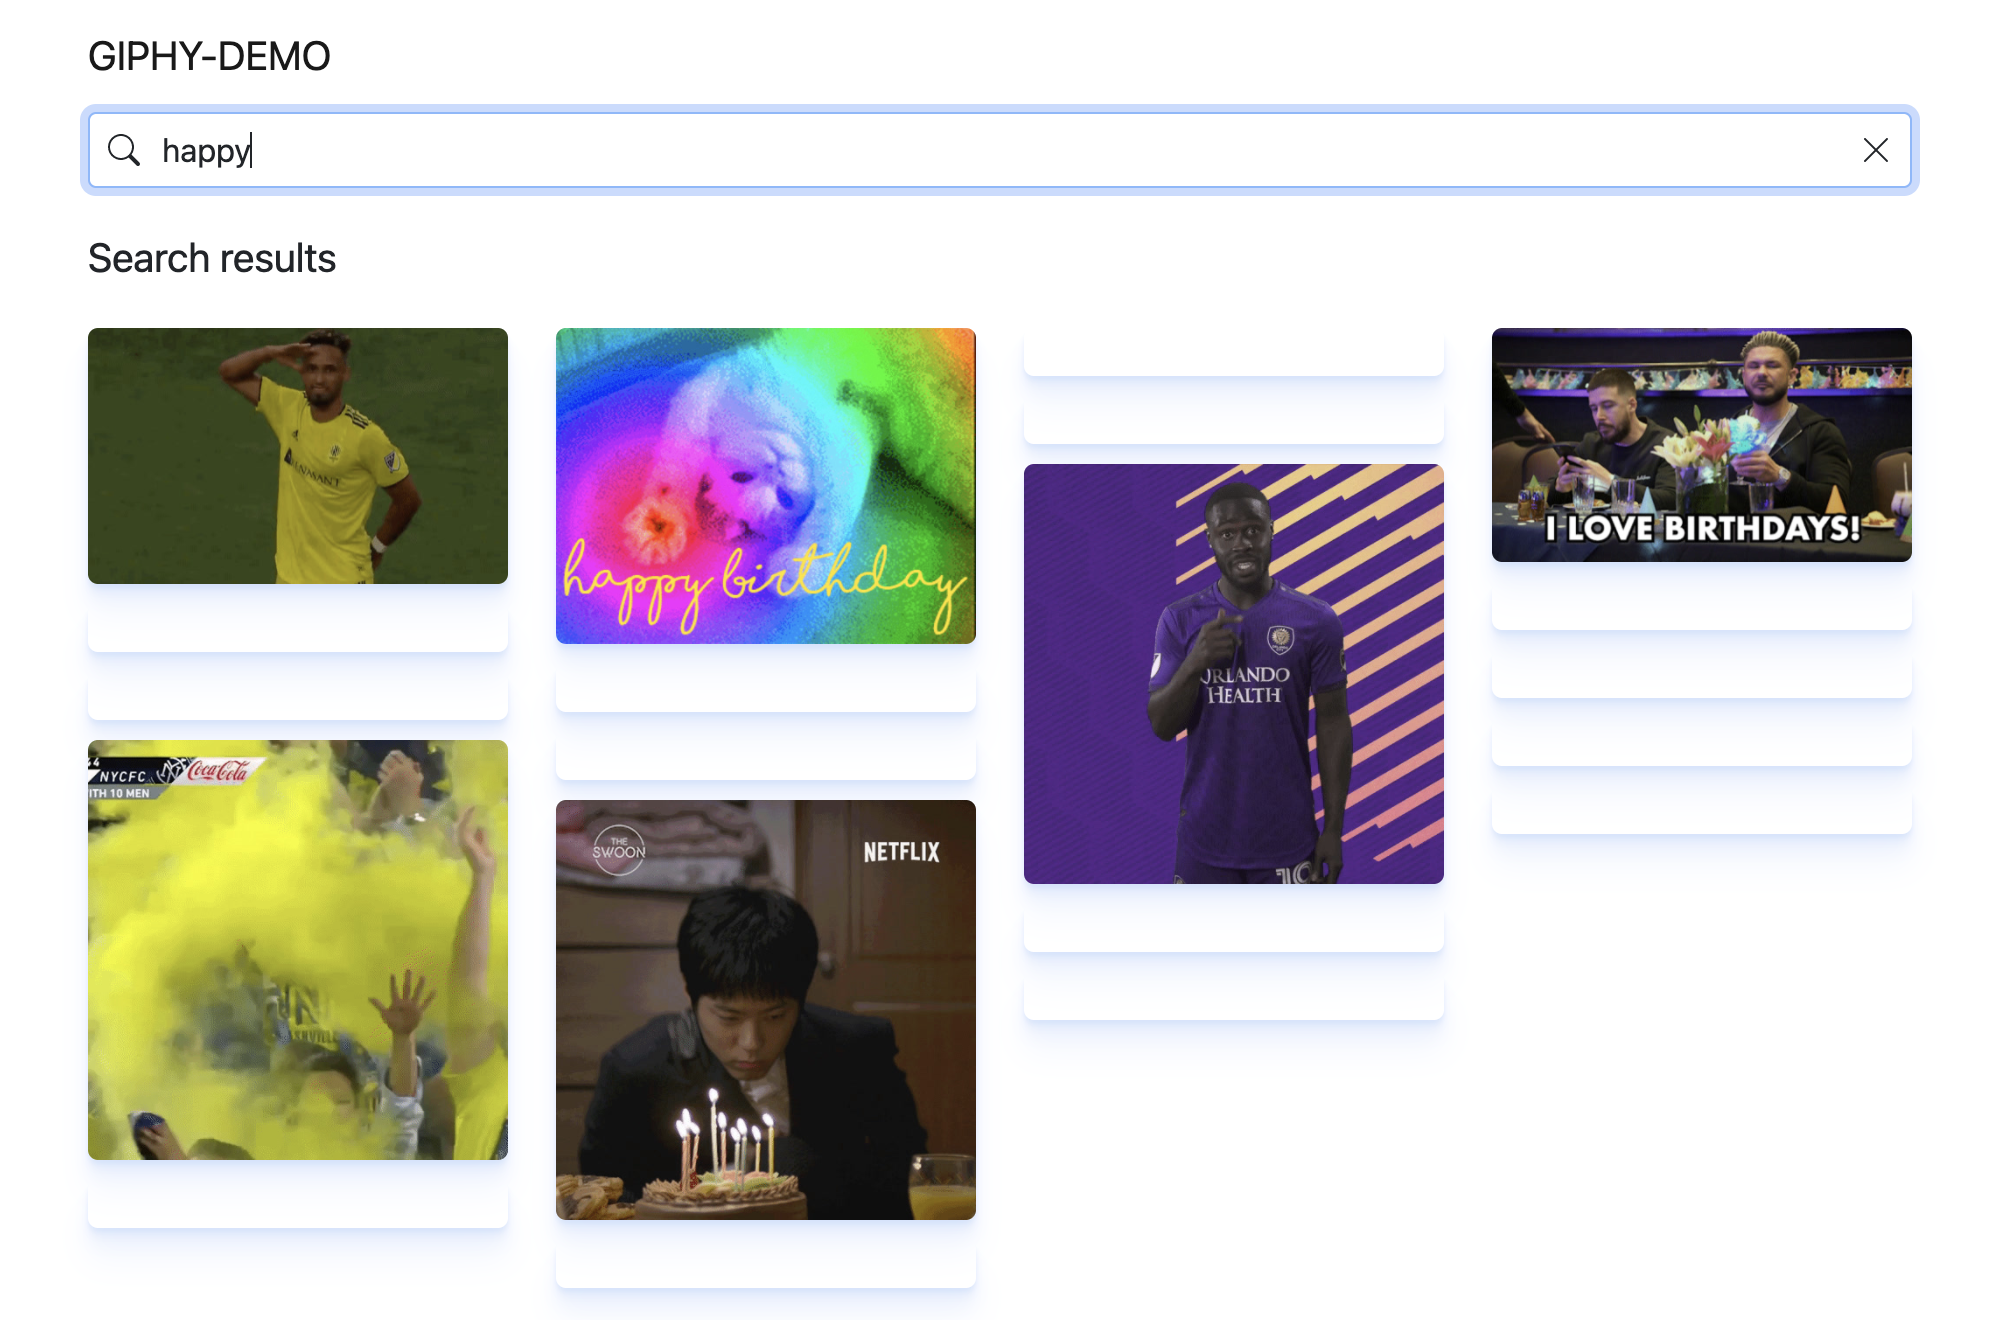 GIPHY-DEMO
happy
Search results
happy birthday
ORLANDO
HEALTH
I LOVE BIRTHDAYS!
NYCFC
Coca-Cola
ITH 10 MEN
THE
SWOON
NETFLIX